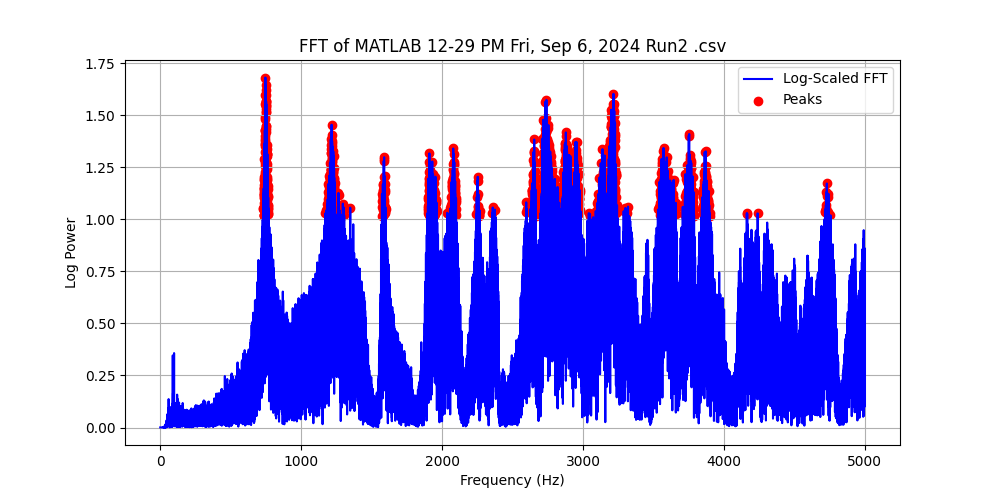 FFT of MATLAB 12-29 PM Fri, Sep 6, 2024 Run2 .csv
Log-Scaled FFT
Peaks
1.75
1.50
1.25
1.00
0.75
0.50
0.25
0.00
Log Power
0 1000 2000 3000 4000 5000
Frequency (Hz)